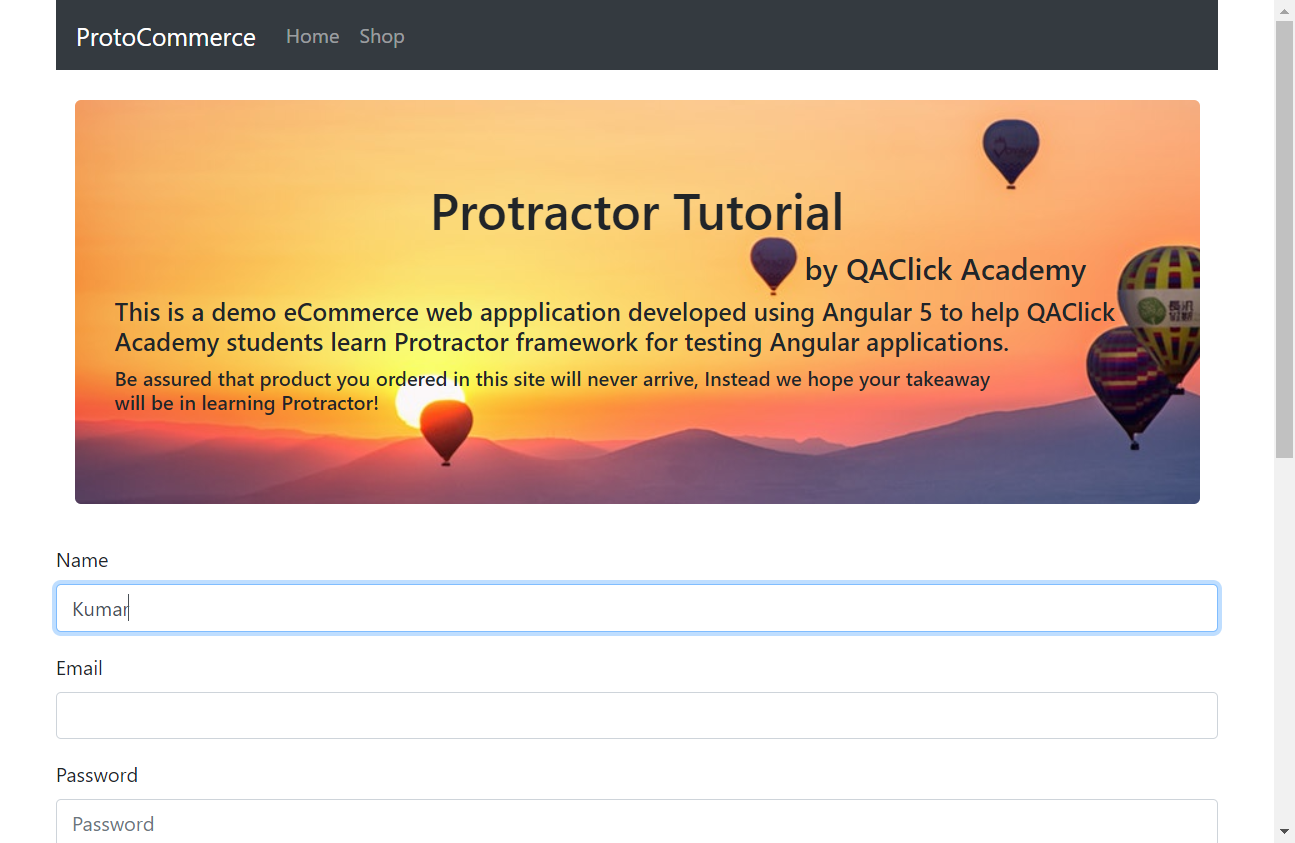 ProtoCommerce Home Shop
Protractor Tutorial
by QAClick Academy
This is a demo eCommerce web appplication developed using Angular 5 to help QAClick
Academy students learn Protractor framework for testing Angular applications.
Be assured that product you ordered in this site will never arrive, Instead we hope your takeaway
will be in learning Protractor!
Name
Kumar
Email
Password
Password